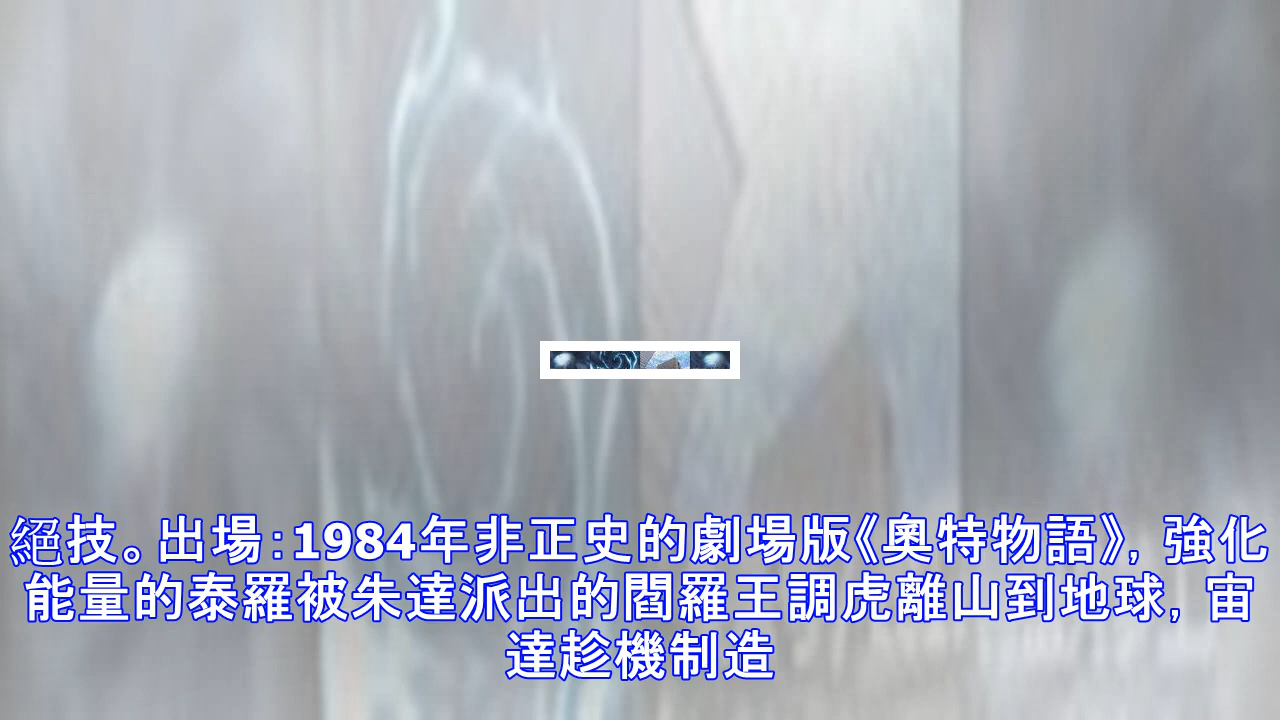 絕技。出場：1984年非正史的劇場版《奧特物語》，強化
能量的泰羅被朱達派出的閻羅王調虎離山到地球，宙
達趁機制造